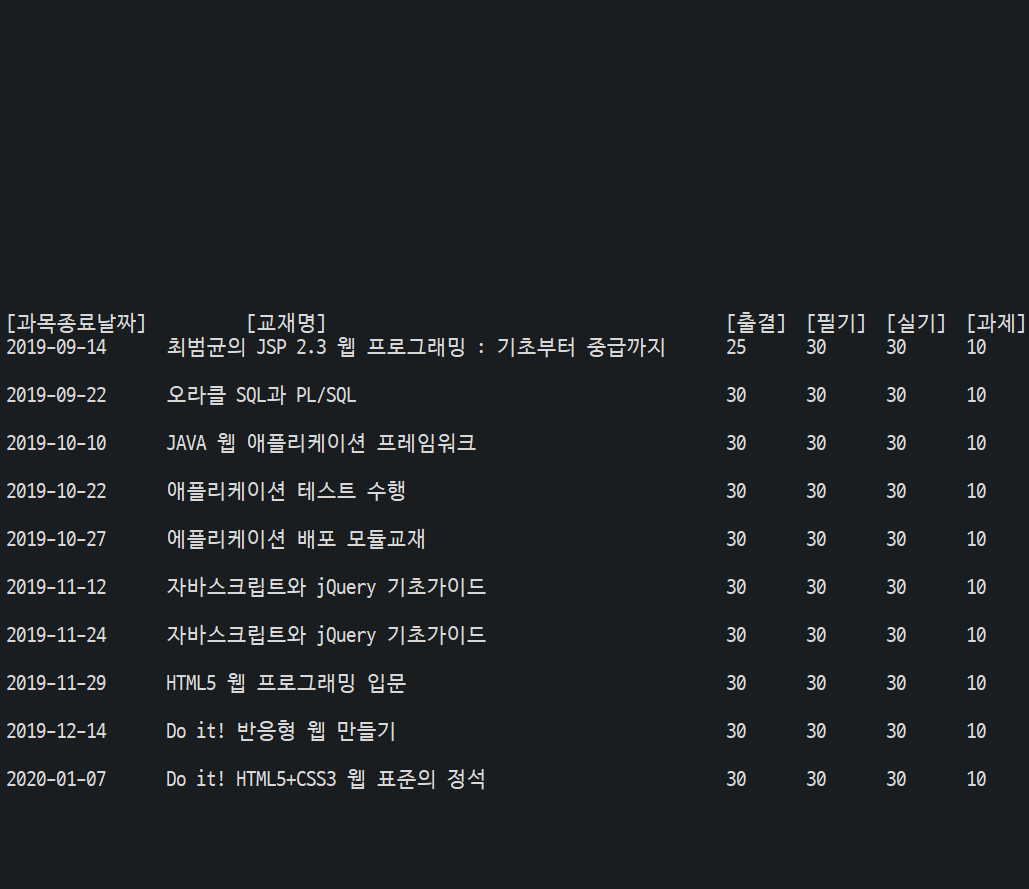 [과목종료날짜] [교재명] [출결] [필기] [실기] [과제]
2019-09-14 최범균의 JSP 2.3 웹 프로그래밍 : 기초부터 중급까지 25 30 30 10
2019-09-22 오라클 SQL과 PL/SQL 30 30 30 10
2019-10-10 JAVA 웹 애플리케이션 프레임워크 30 30 30 10
2019-10-22 애플리케이션 테스트 수행 30 30 30 10
2019-10-27 에플리케이션 배포 모듈교재 30 30 30 10
2019-11-12 자바스크립트와 jQuery 기초가이드 30 30 30 10
2019-11-24 자바스크립트와 jQuery 기초가이드 30 30 30 10
2019-11-29 HTML5 웹 프로그래밍 입문 30 30 30 10
2019-12-14 Do it! 반응형 웹 만들기 30 30 30 10
2020-01-07 Do it! HTML5+CSS3 웹 표준의 정석 30 30 30 10